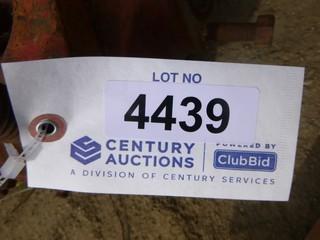 LOT NO
4439
CENTURY AUCTIONS
POWERED BY
ClubBid
A DIVISION OF CENTURY SERVICES